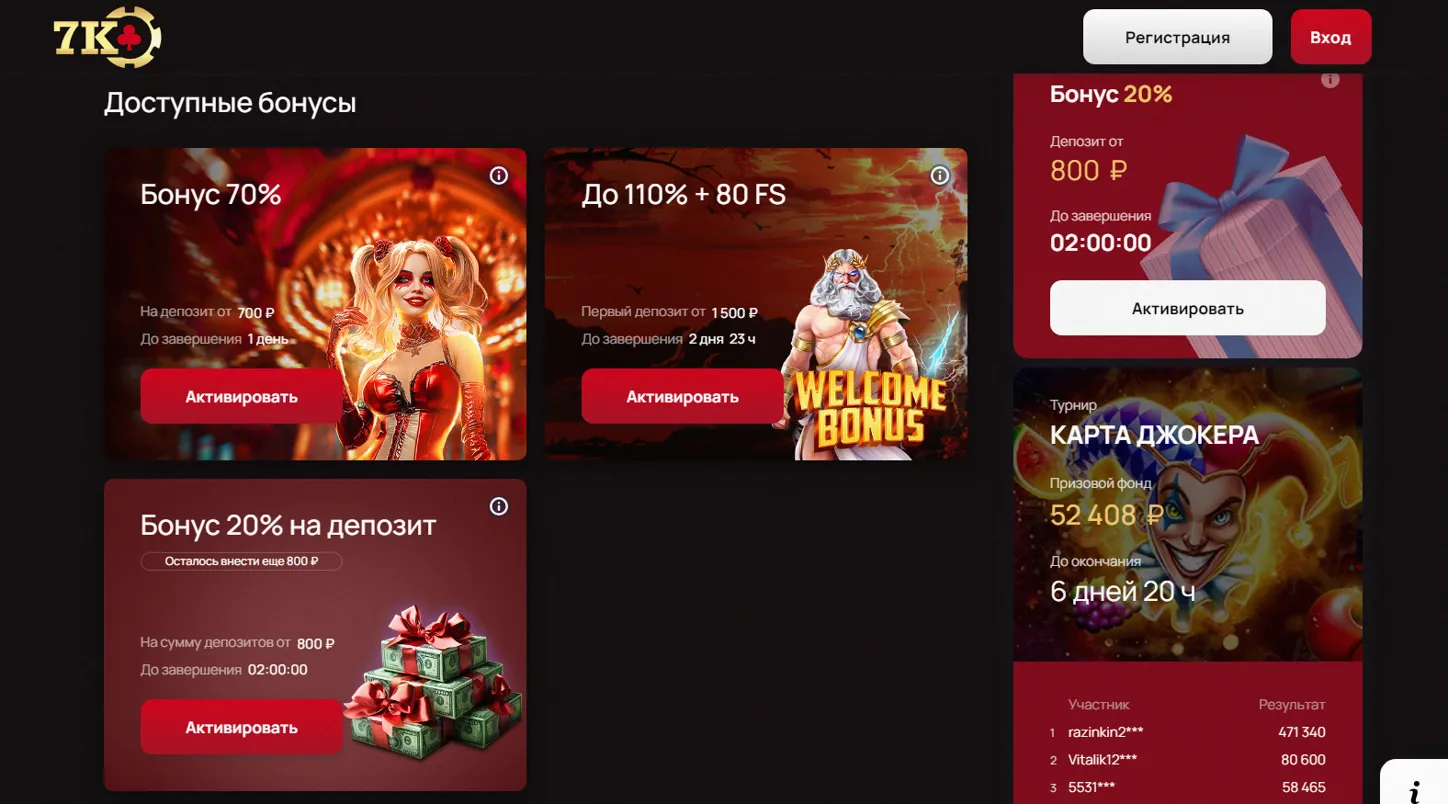 7K
Регистрация
Вход
Доступные бонусы
Бонус 70%
На депозит от 700 ₽
До завершения 1 день
Активировать
До 110% + 80 FS
Первый депозит от 1 500 ₽
До завершения 2 дня 23 ч
Активировать
WELCOME
BONUS
Бонус 20% на депозит
Осталось внести еще 800 ₽
На сумму депозитов от 800 ₽
До завершения 02:00:00
Активировать
Бонус 20%
Депозит от
800 ₽
До завершения
02:00:00
Активировать
Турнир
КАРТА ДЖОКЕРА
Призовой фонд
52 408 ₽
До окончания
6 дней 20 ч
Участник Результат
1 razinkin2*** 471 340
2 Vitalik12*** 80 600
3 5531*** 58 465
i